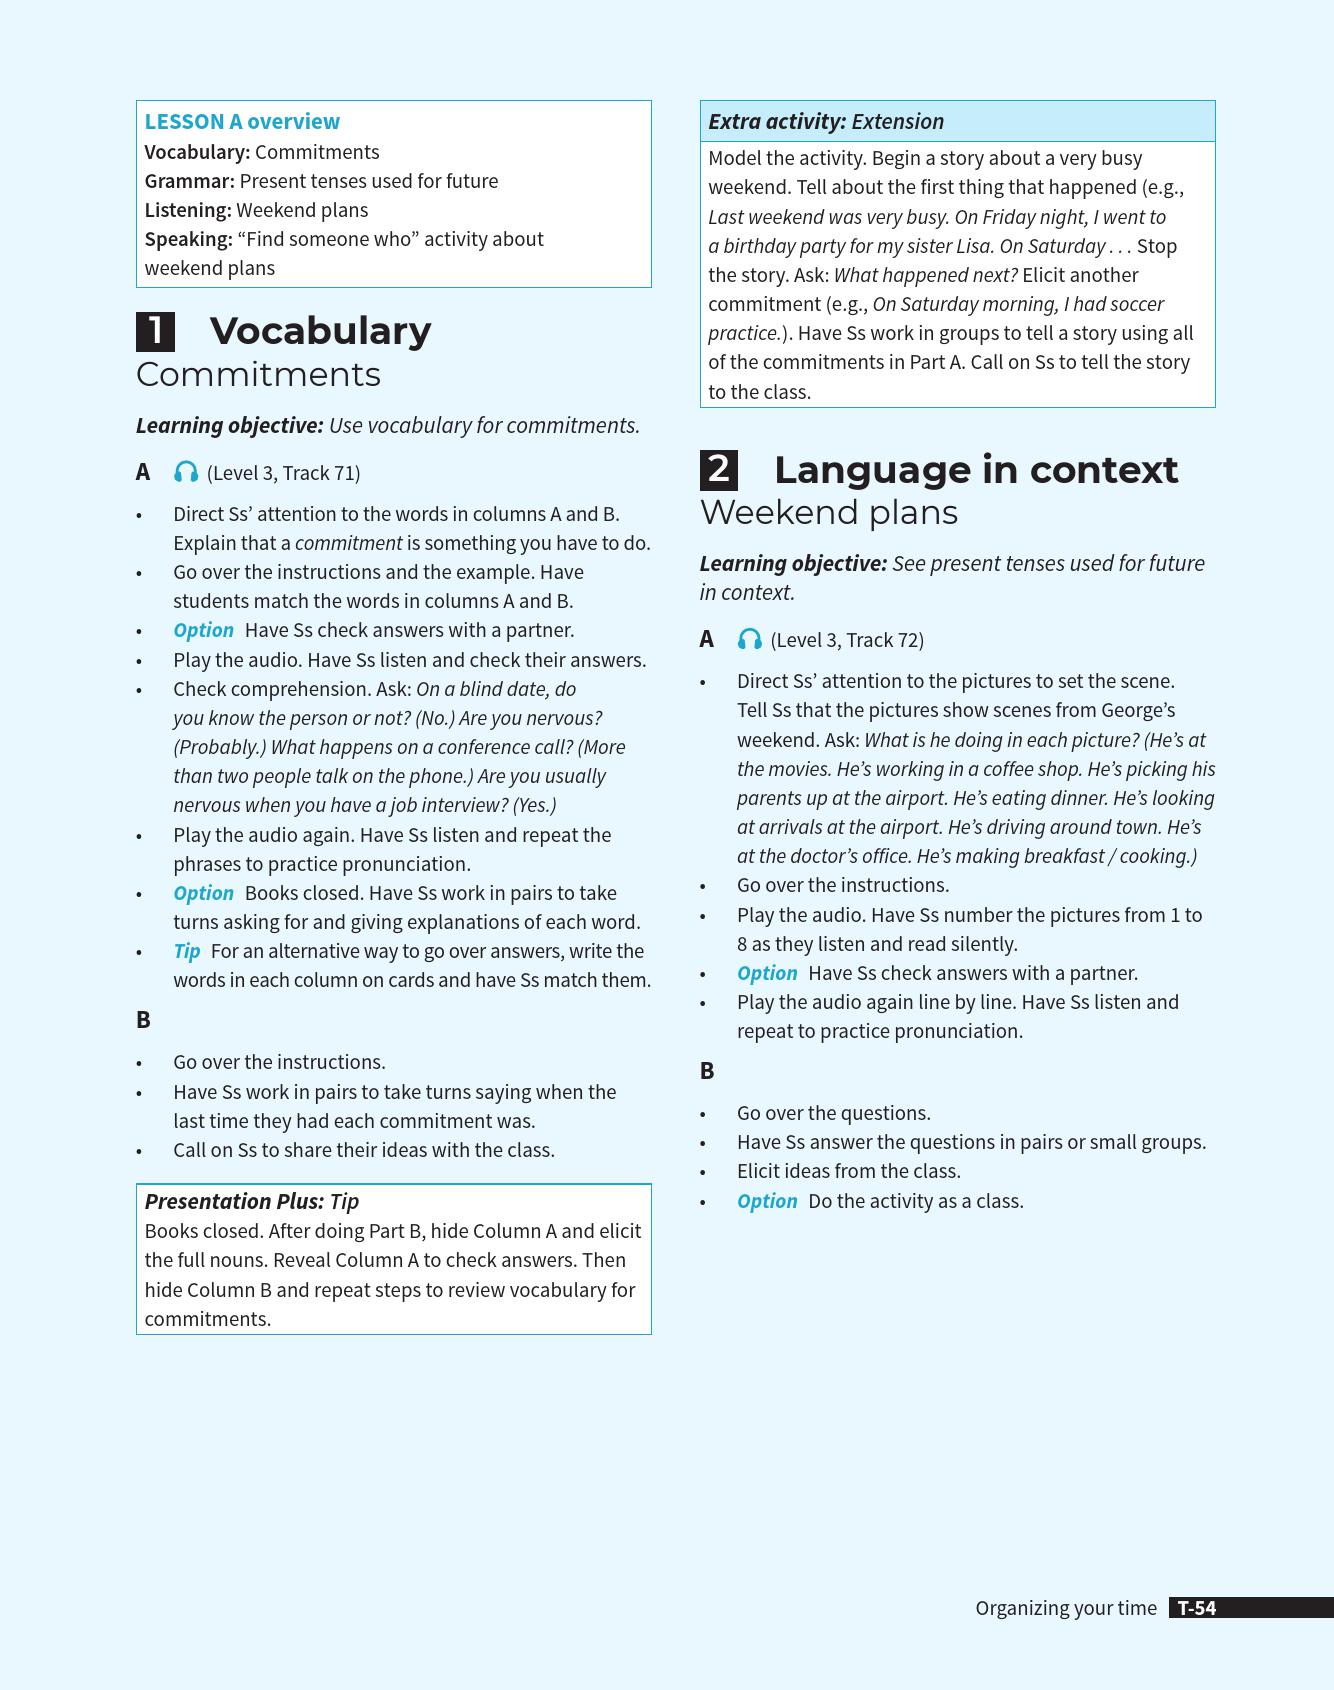 LESSON A overview
Vocabulary: Commitments
Grammar: Present tenses used for future
Listening: Weekend plans
Speaking: “Find someone who” activity about
weekend plans
1 Vocabulary
Commitments
Learning objective: Use vocabulary for commitments.
A (Level 3, Track 71)
• Direct Ss’ attention to the words in columns A and B.
Explain that a commitment is something you have to do.
• Go over the instructions and the example. Have
students match the words in columns A and B.
• Option Have Ss check answers with a partner.
• Play the audio. Have Ss listen and check their answers.
• Check comprehension. Ask: On a blind date, do
you know the person or not? (No.) Are you nervous?
(Probably.) What happens on a conference call? (More
than two people talk on the phone.) Are you usually
nervous when you have a job interview? (Yes.)
• Play the audio again. Have Ss listen and repeat the
phrases to practice pronunciation.
• Option Books closed. Have Ss work in pairs to take
turns asking for and giving explanations of each word.
• Tip For an alternative way to go over answers, write the
words in each column on cards and have Ss match them.
B
• Go over the instructions.
• Have Ss work in pairs to take turns saying when the
last time they had each commitment was.
• Call on Ss to share their ideas with the class.
Presentation Plus: Tip
Books closed. After doing Part B, hide Column A and elicit
the full nouns. Reveal Column A to check answers. Then
hide Column B and repeat steps to review vocabulary for
commitments.
Extra activity: Extension
Model the activity. Begin a story about a very busy
weekend. Tell about the first thing that happened (e.g.,
Last weekend was very busy. On Friday night, I went to
a birthday party for my sister Lisa. On Saturday . . . Stop
the story. Ask: What happened next? Elicit another
commitment (e.g., On Saturday morning, I had soccer
practice.). Have Ss work in groups to tell a story using all
of the commitments in Part A. Call on Ss to tell the story
to the class.
2 Language in context
Weekend plans
Learning objective: See present tenses used for future
in context.
A (Level 3, Track 72)
• Direct Ss’ attention to the pictures to set the scene.
Tell Ss that the pictures show scenes from George’s
weekend. Ask: What is he doing in each picture? (He’s at
the movies. He’s working in a coffee shop. He’s picking his
parents up at the airport. He’s eating dinner. He’s looking
at arrivals at the airport. He’s driving around town. He’s
at the doctor’s office. He’s making breakfast / cooking.)
• Go over the instructions.
• Play the audio. Have Ss number the pictures from 1 to
8 as they listen and read silently.
• Option Have Ss check answers with a partner.
• Play the audio again line by line. Have Ss listen and
repeat to practice pronunciation.
B
• Go over the questions.
• Have Ss answer the questions in pairs or small groups.
• Elicit ideas from the class.
• Option Do the activity as a class.
Organizing your time T-54